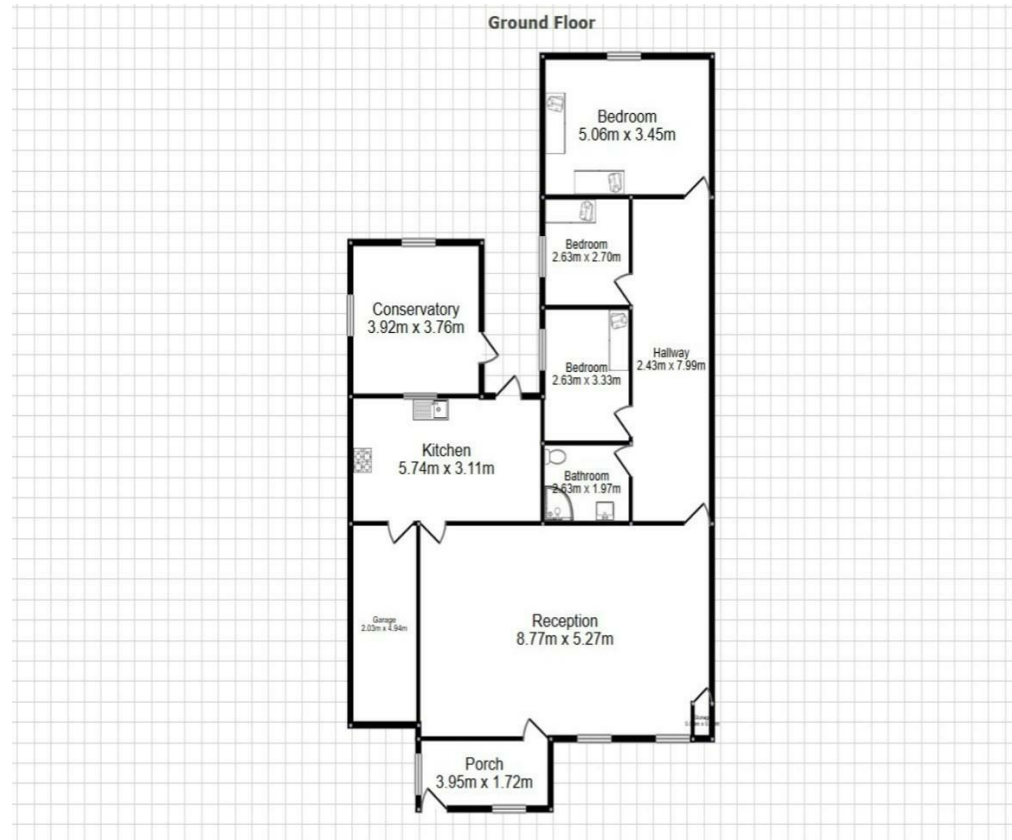 Ground Floor
Bedroom
5.06m x 3.45m
Bedroom
2.63m x 2.70m
Conservatory
3.92m x 3.76m
Hallway
2.43m x 7.99m
Bedroom
2.63m x 3.33m
Kitchen
5.74m x 3.11m
Bathroom
2.63m x 1.97m
Garage
2.03m x 4.94m
Reception
8.77m x 5.27m
Storage
Porch
3.95m x 1.72m